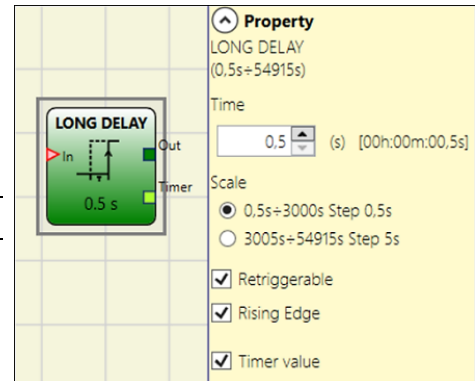 LONG DELAY
In
Out
Timer
0.5 s
Property
LONG DELAY
(0,5s÷54915s)
Time
0,5 (s) [00h:00m:00,5s]
Scale
0,5s÷3000s Step 0,5s
3005s÷54915s Step 5s
Retriggerable
Rising Edge
Timer value